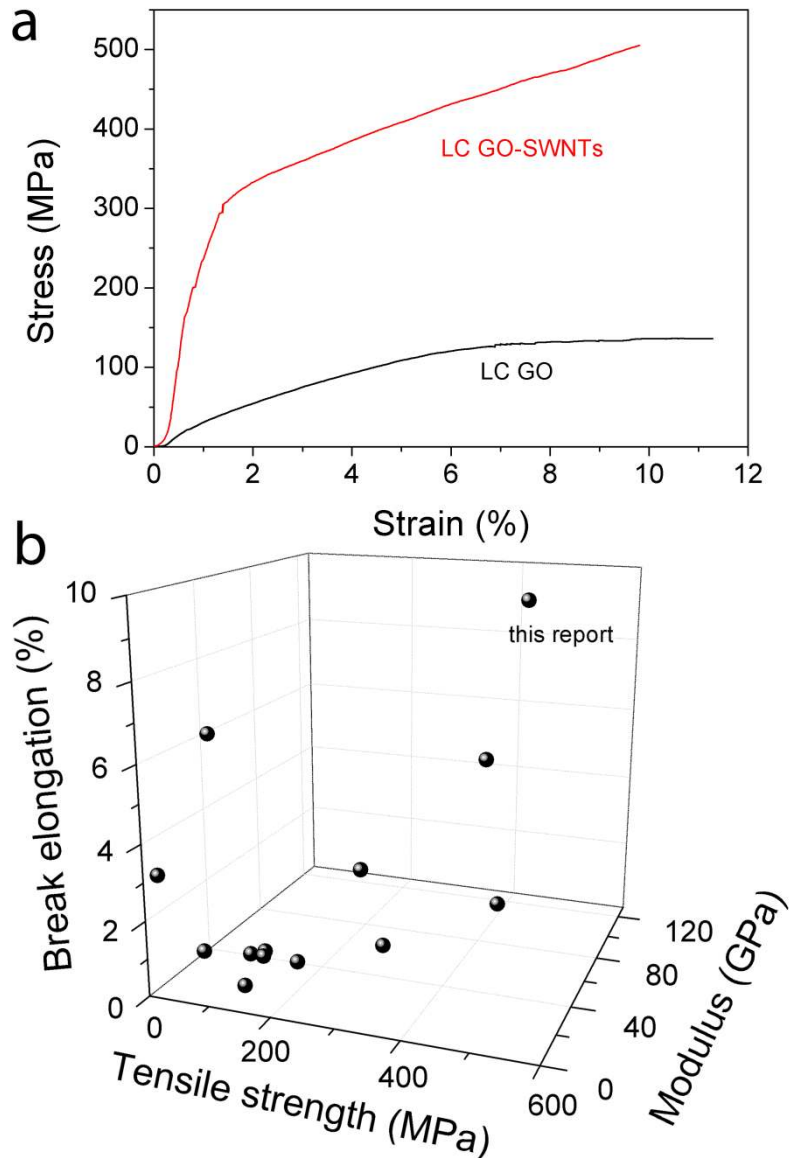 a
500
400
300
200
100
0
Stress (MPa)
LC GO-SWNTs
LC GO
0 2 4 6 8 10 12
Strain (%)
b
10
8
6
4
2
0
Break elongation (%)
this report
0 200 400 600
Tensile strength (MPa)
120
80
40
0
Modulus (GPa)